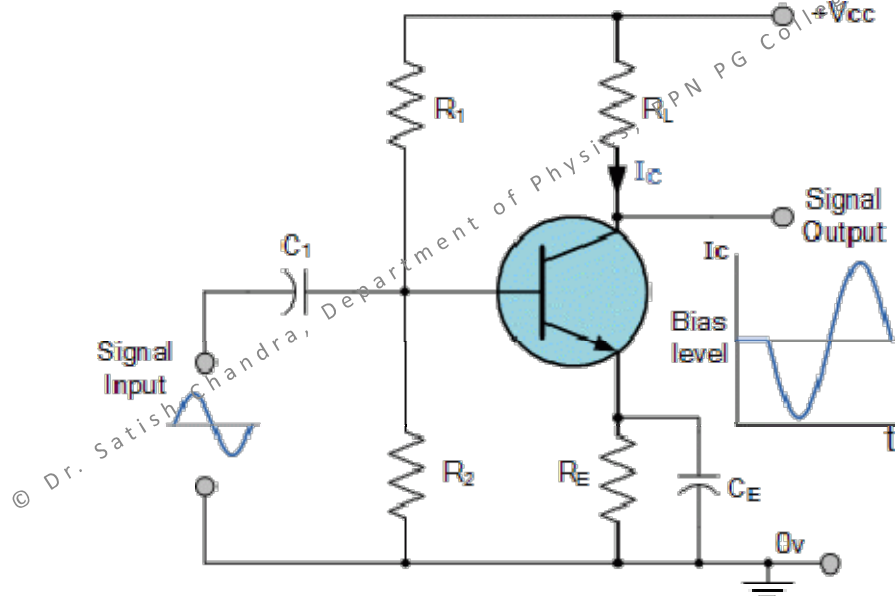 +Vcc
R1
RL
IC
Signal
Output
C1
Ic
Bias
level
Signal
Input
R2
RE
CE
t
0v
© Dr. Satish Chandra, Department of Physics, PPN PG